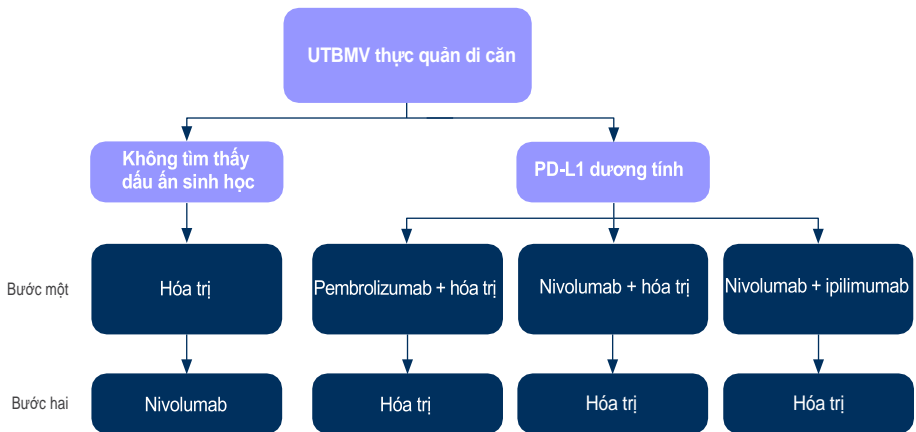 UTBMV thực quản di căn
Không tìm thấy
dấu ấn sinh học
PD-L1 dương tính
Bước một
Hóa trị
Pembrolizumab + hóa trị
Nivolumab + hóa trị
Nivolumab + ipilimumab
Bước hai
Nivolumab
Hóa trị
Hóa trị
Hóa trị